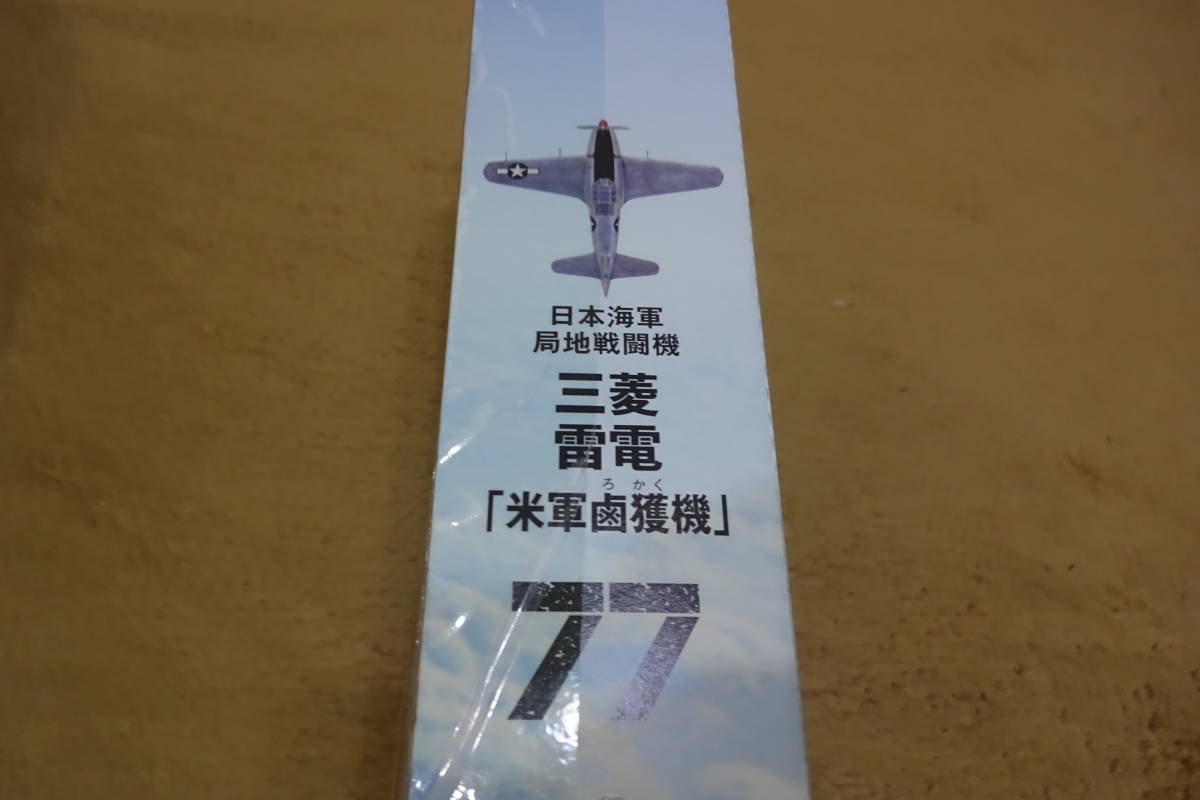 日本海軍
局地戦闘機
三菱
雷電
ろかく
「米軍鹵獲機」
77